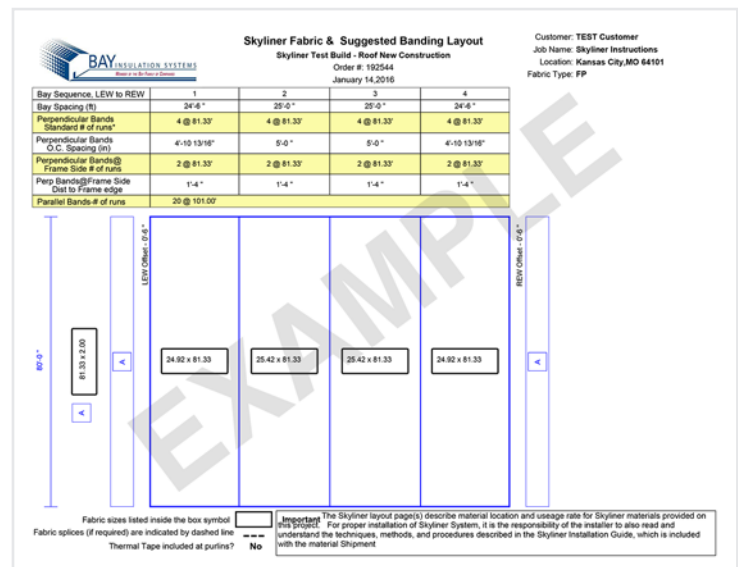 BAY INSULATION SYSTEMS
MEMBER OF THE BAY FAMILY OF COMPANIES
Skyliner Fabric & Suggested Banding Layout
Skyliner Test Build - Roof New Construction
Order #: 192544
January 14,2016
Customer: TEST Customer
Job Name: Skyliner Instructions
Location: Kansas City,MO 64101
Fabric Type: FP
Bay Sequence, LEW to REW 1 2 3 4
Bay Spacing (ft) 24'-6 " 25'-0 " 25'-0 " 24'-6 "
Perpendicular Bands
Standard # of runs" 4 @ 81.33' 4 @ 81.33' 4 @ 81.33' 4 @ 81.33'
Perpendicular Bands
O.C. Spacing (in) 4'-10 13/16" 5'-0 " 5'-0 " 4'-10 13/16"
Perpendicular Bands@
Frame Side # of runs 2 @ 81.33' 2 @ 81.33' 2 @ 81.33' 2 @ 81.33'
Perp Bands@Frame Side
Dist to Frame edge 1'-4 " 1'-4 " 1'-4 " 1'-4 "
Parallel Bands-# of runs 20 @ 101.00'
LEW Offset - 0'-6 "
REW Offset - 0'-6 "
80'-0 "
81.33 x 2.00
A
A
24.92 x 81.33
25.42 x 81.33
25.42 x 81.33
24.92 x 81.33
A
EXAMPLE
Fabric sizes listed inside the box symbol
Fabric splices (if required) are indicated by dashed line
Thermal Tape included at purlins? No
Important The Skyliner layout page(s) describe material location and useage rate for Skyliner materials provided on
this project. For proper installation of Skyliner System, it is the responsibility of the installer to also read and
understand the techniques, methods, and procedures described in the Skyliner Installation Guide, which is included
with the material Shipment